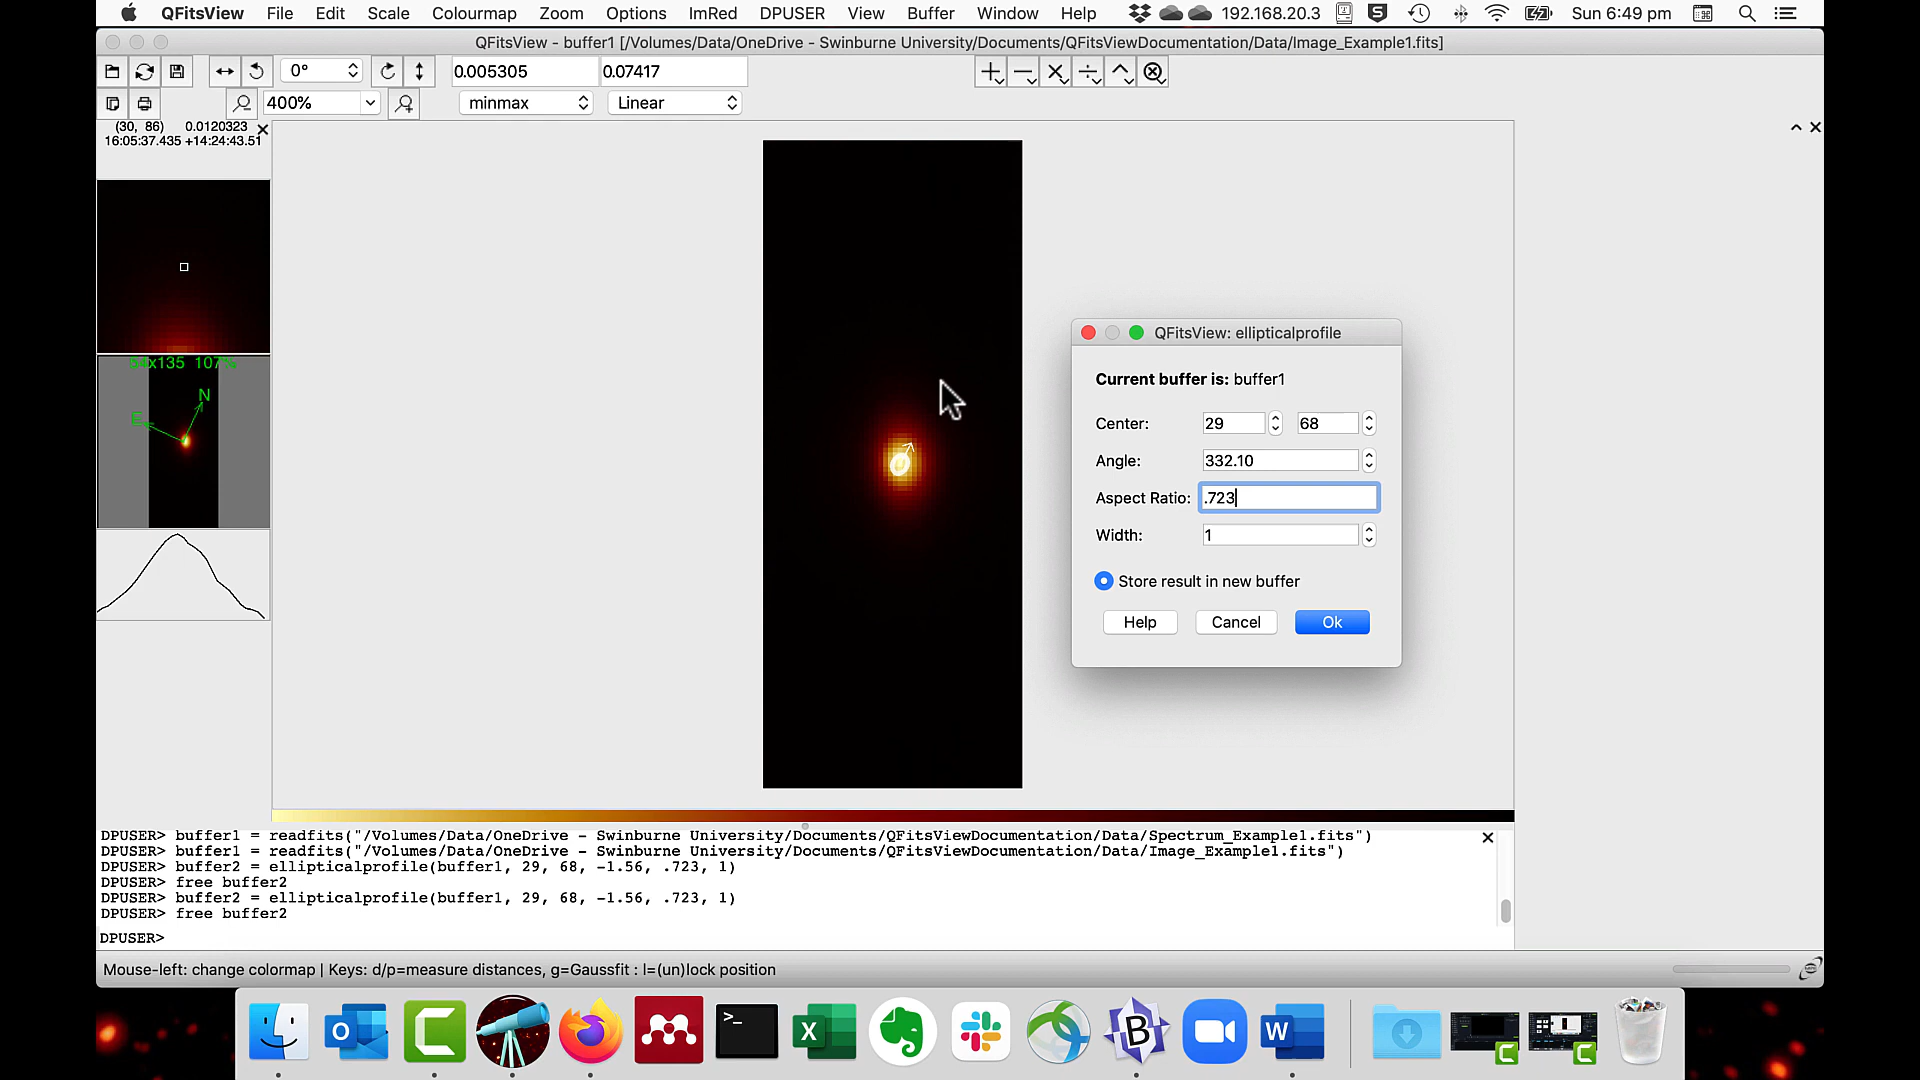 QFitsView File Edit Scale Colourmap Zoom Options ImRed DPUSER View Buffer Window Help 192.168.20.3 Sun 6:49 pm
QFitsView - buffer1 [/Volumes/Data/OneDrive - Swinburne University/Documents/QFitsViewDocumentation/Data/Image_Example1.fits]
0° 0.005305 0.07417
400% minmax Linear
(30, 86) 0.0120323
16:05:37.435 +14:24:43.51
54x135 107%
N
E
QFitsView: ellipticalprofile
Current buffer is: buffer1
Center: 29 68
Angle: 332.10
Aspect Ratio: .723
Width: 1
Store result in new buffer
Help Cancel Ok
DPUSER> buffer1 = readfits("/Volumes/Data/OneDrive - Swinburne University/Documents/QFitsViewDocumentation/Data/Spectrum_Example1.fits")
DPUSER> buffer1 = readfits("/Volumes/Data/OneDrive - Swinburne University/Documents/QFitsViewDocumentation/Data/Image_Example1.fits")
DPUSER> buffer2 = ellipticalprofile(buffer1, 29, 68, -1.56, .723, 1)
DPUSER> free buffer2
DPUSER> buffer2 = ellipticalprofile(buffer1, 29, 68, -1.56, .723, 1)
DPUSER> free buffer2
DPUSER>
Mouse-left: change colormap | Keys: d/p=measure distances, g=Gaussfit : l=(un)lock position